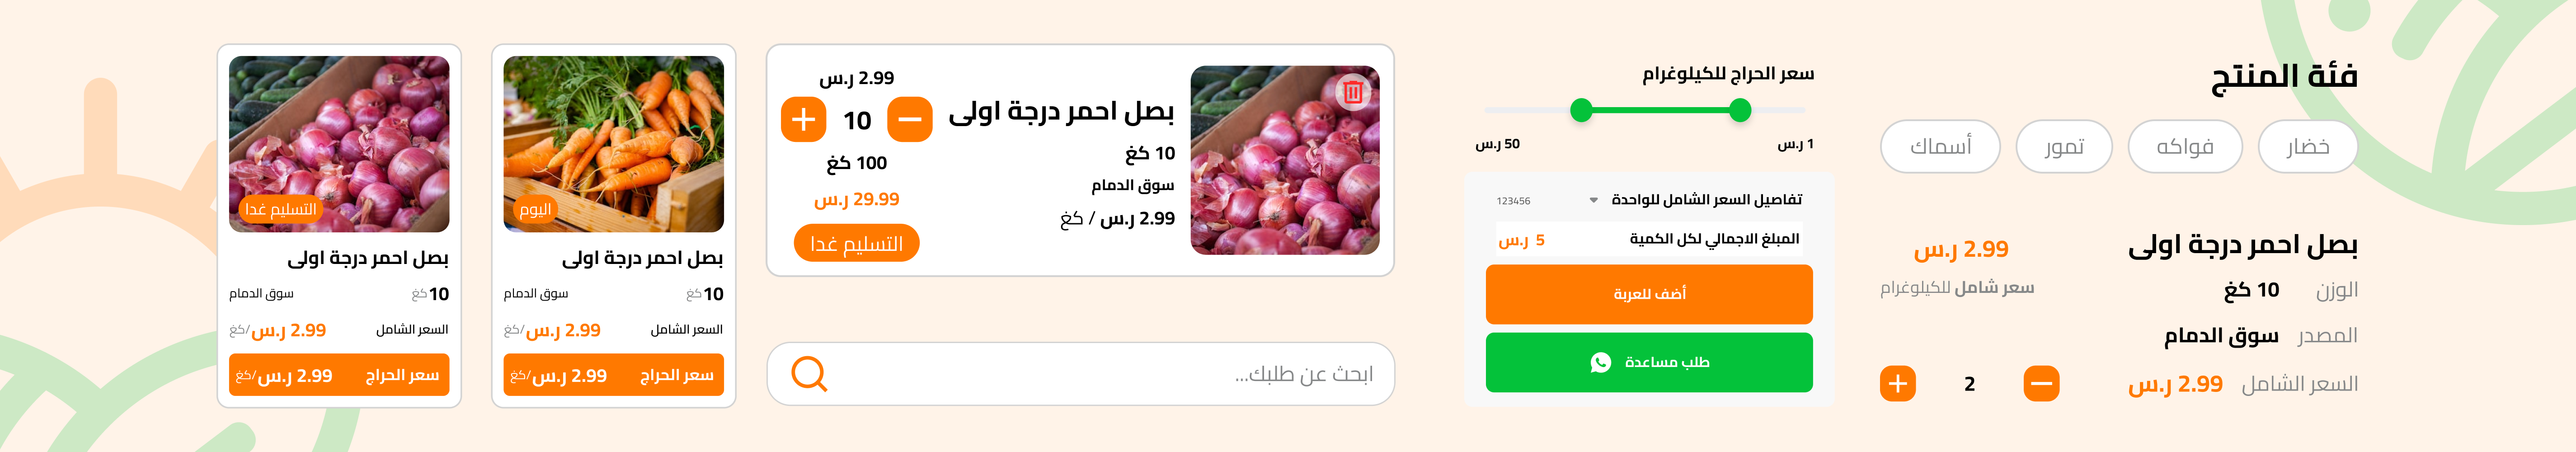 فئة المنتج
خضار
فواكه
تمور
أسماك
بصل احمر درجة اولى
2.99 ر.س
الوزن 10 كغ
سعر شامل للكيلوغرام
المصدر سوق الدمام
السعر الشامل 2.99 ر.س
2
سعر الحراج للكيلوغرام
1 ر.س
50 ر.س
تفاصيل السعر الشامل للواحدة
123456
المبلغ الاجمالي لكل الكمية
5 ر.س
أضف للعربة
طلب مساعدة
بصل احمر درجة اولى
10 كغ
سوق الدمام
2.99 ر.س / كغ
2.99 ر.س
10
100 كغ
29.99 ر.س
التسليم غدا
ابحث عن طلبك...
اليوم
بصل احمر درجة اولى
10 كغ
سوق الدمام
السعر الشامل
2.99 ر.س/كغ
سعر الحراج
2.99 ر.س/كغ
التسليم غدا
بصل احمر درجة اولى
10 كغ
سوق الدمام
السعر الشامل
2.99 ر.س/كغ
سعر الحراج
2.99 ر.س/كغ